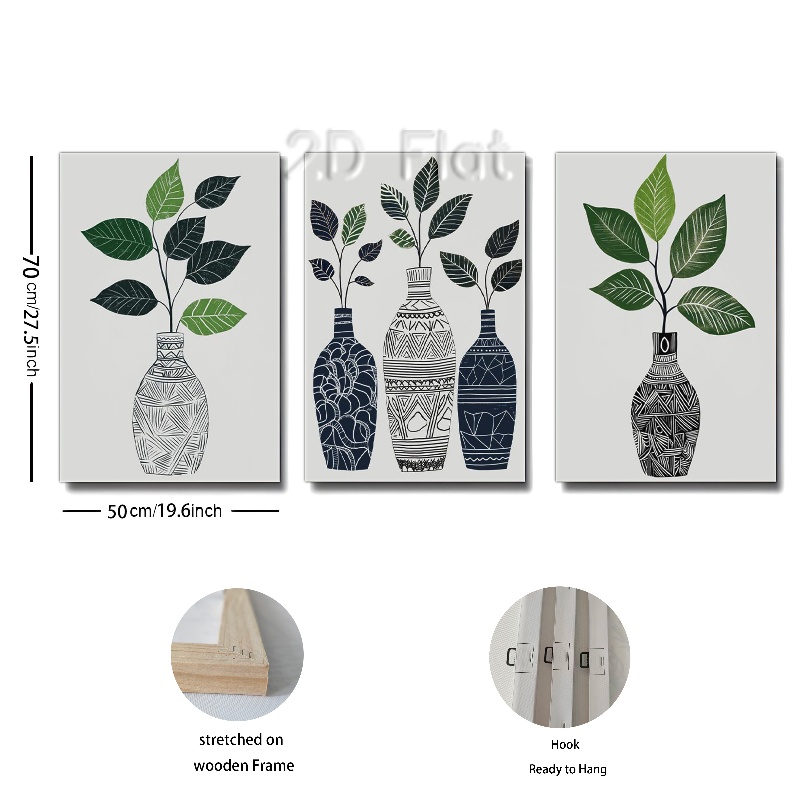 2D Flat
70cm/27.5inch
50cm/19.6inch
stretched on
wooden Frame
Hook
Ready to Hang